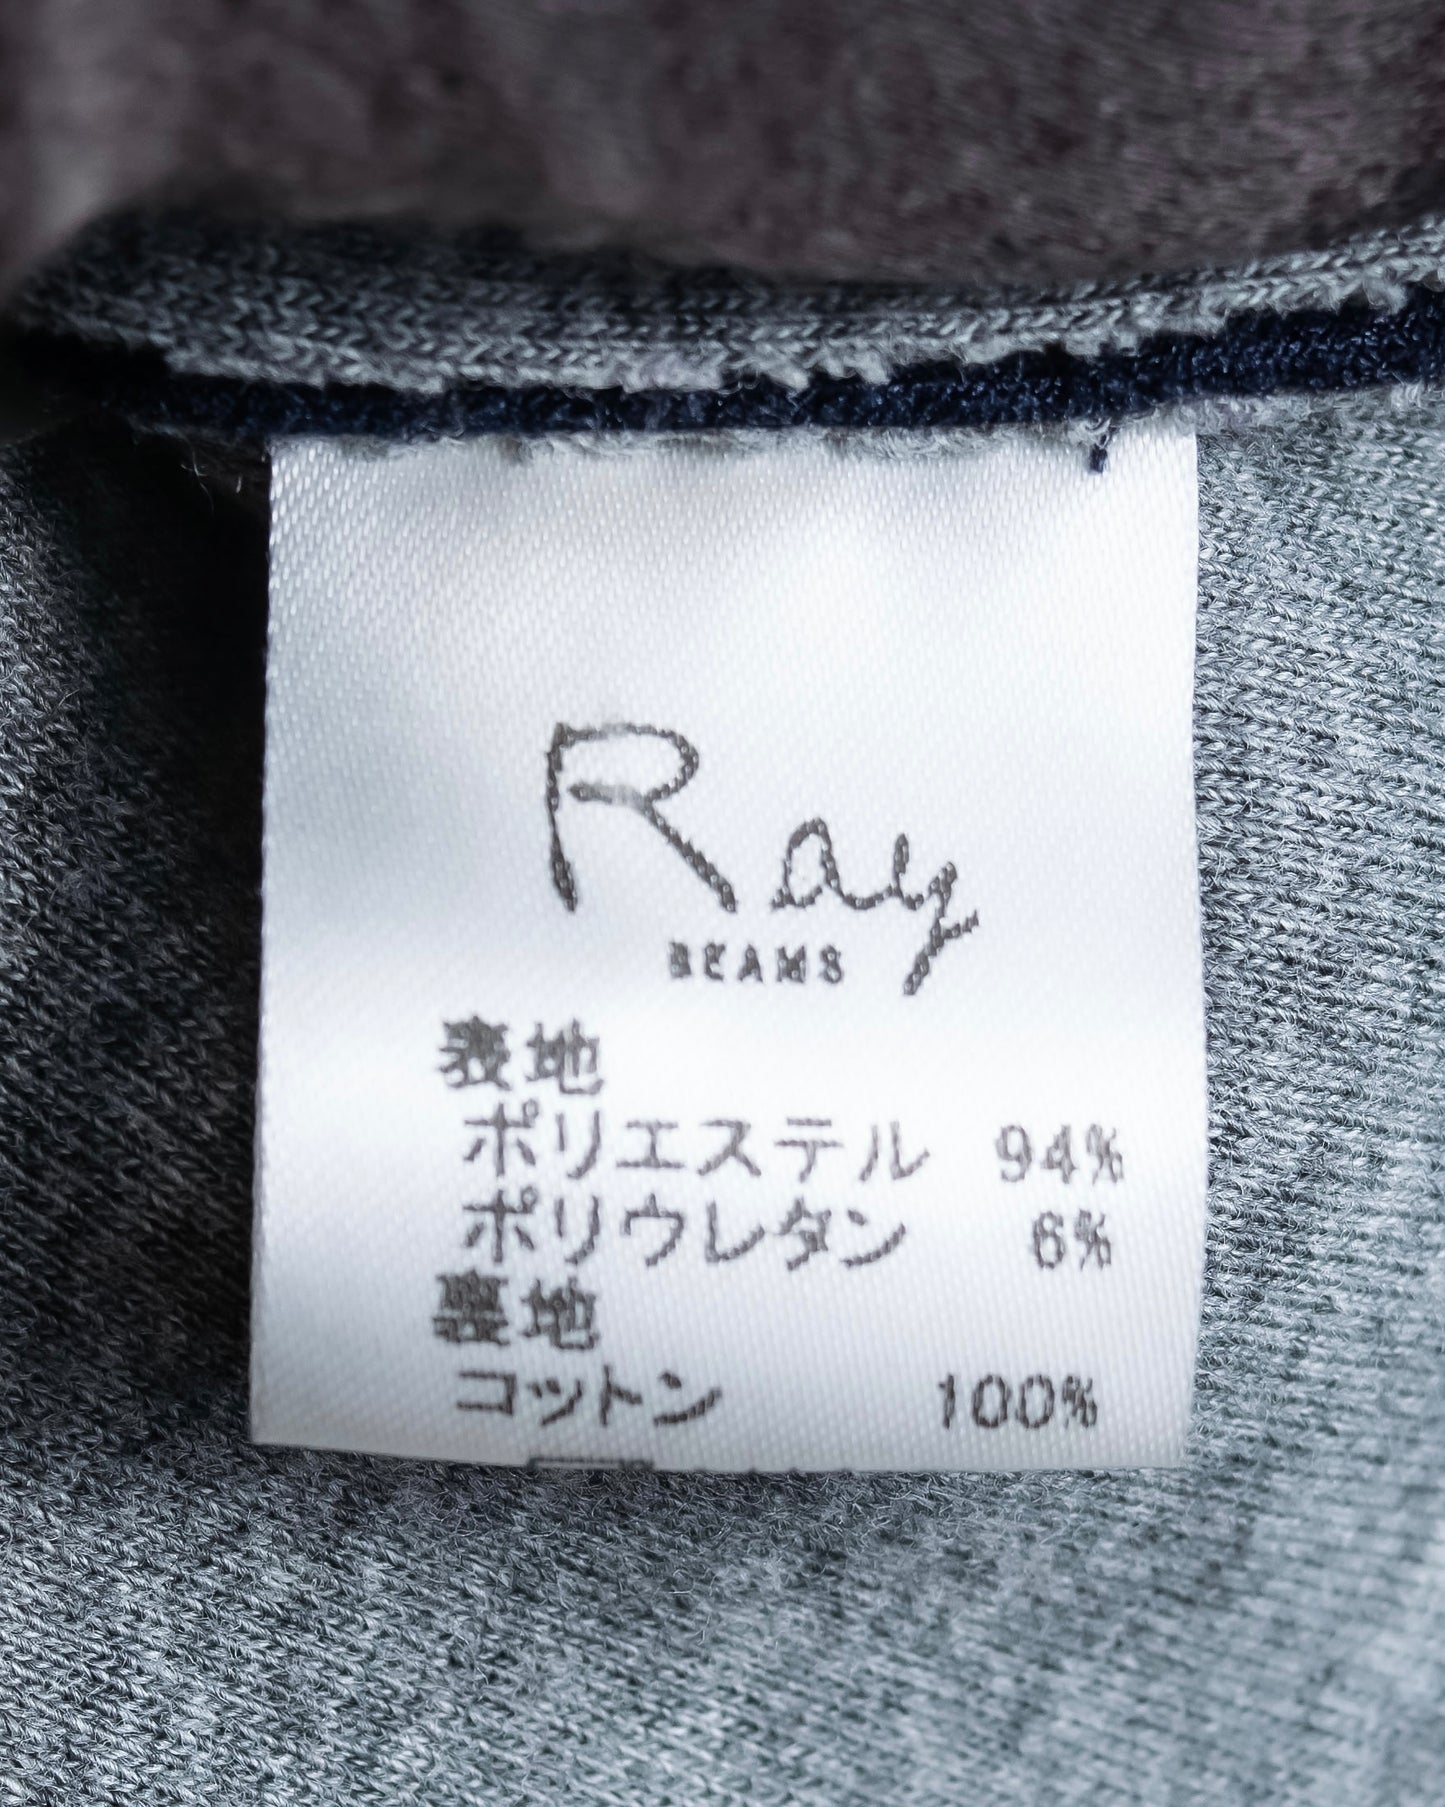 Ray
BEAMS
表地
ポリエステル 94%
ポリウレタン 6%
裏地
コットン 100%